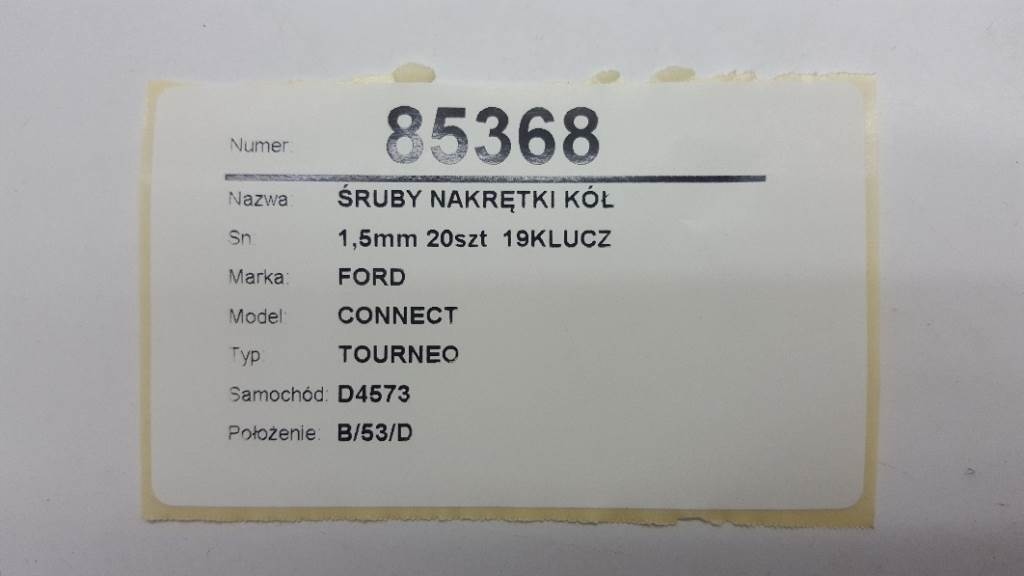 Numer: 85368
Nazwa: ŚRUBY NAKRĘTKI KÓŁ
Sn: 1,5mm 20szt 19KLUCZ
Marka: FORD
Model: CONNECT
Typ: TOURNEO
Samochód: D4573
Położenie: B/53/D